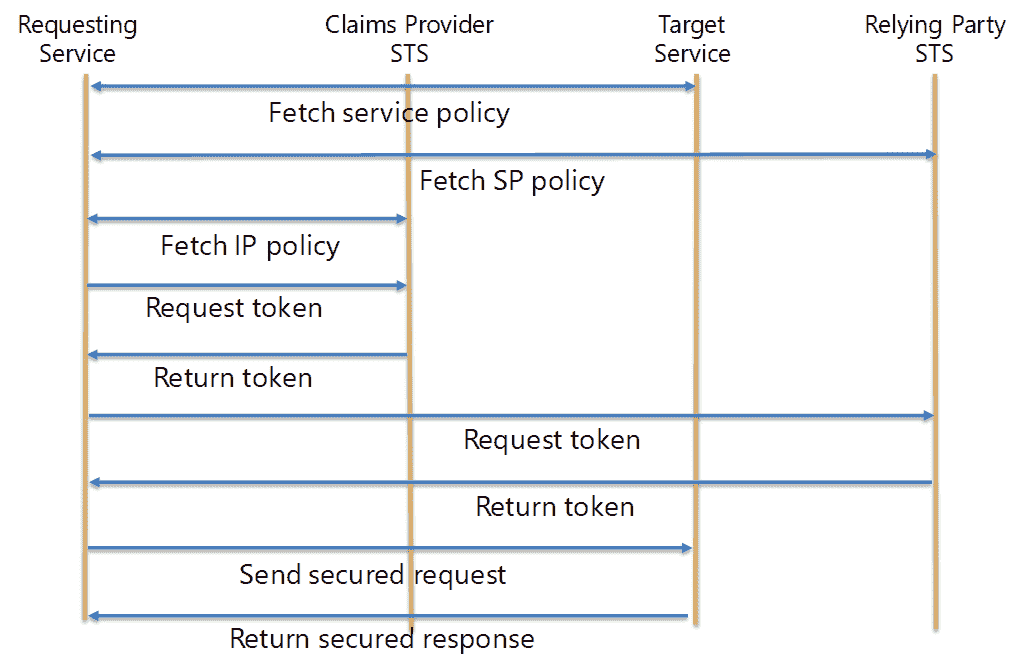 Requesting
Service
Claims Provider
STS
Target
Service
Relying Party
STS
Fetch service policy
Fetch SP policy
Fetch IP policy
Request token
Return token
Request token
Return token
Send secured request
Return secured response